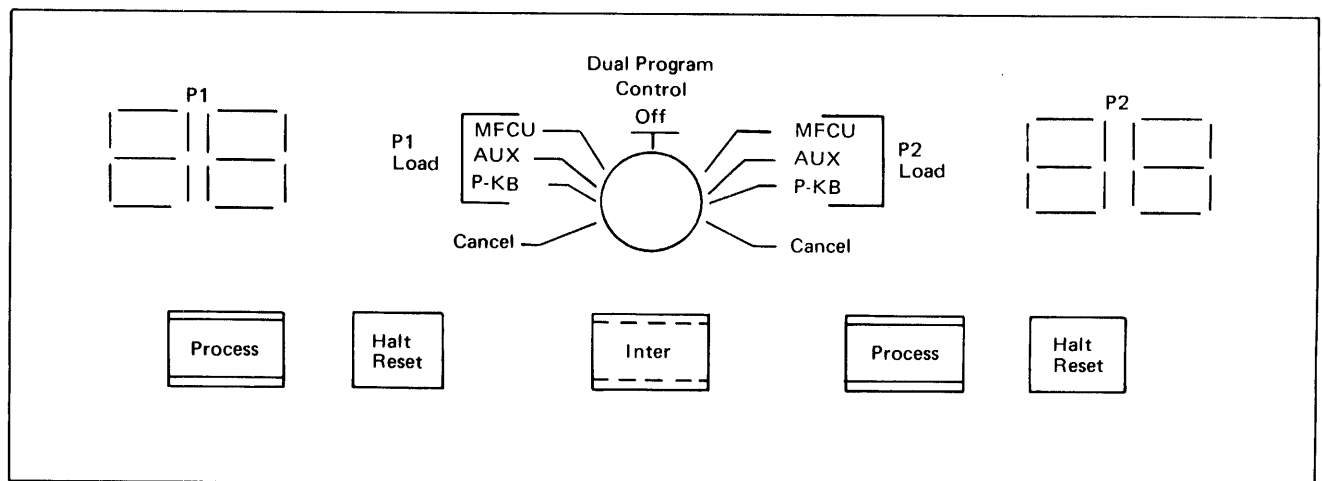 Dual Program
Control
Off
P1
P2
P1
Load
MFCU
AUX
P-KB
Cancel
MFCU
AUX
P-KB
Cancel
P2
Load
Process
Halt
Reset
Inter
Process
Halt
Reset